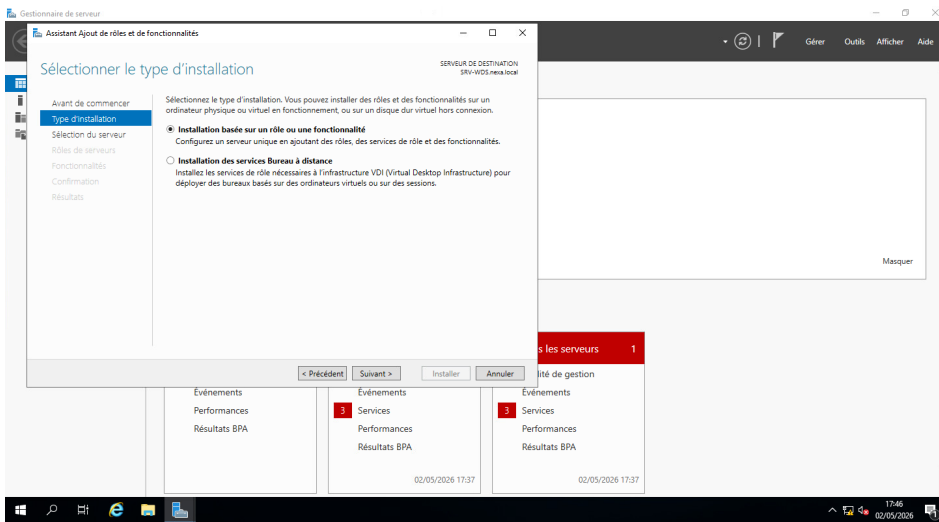 Gestionnaire de serveur
Assistant Ajout de rôles et de fonctionnalités
Gérer Outils Afficher Aide
Sélectionner le type d'installation
SERVEUR DE DESTINATION
SRV-WDS.nexa.local
Avant de commencer
Type d'installation
Sélection du serveur
Rôles de serveurs
Fonctionnalités
Confirmation
Résultats
Sélectionnez le type d'installation. Vous pouvez installer des rôles et des fonctionnalités sur un
ordinateur physique ou virtuel en fonctionnement, ou sur un disque dur virtuel hors connexion.
Installation basée sur un rôle ou une fonctionnalité
Configurez un serveur unique en ajoutant des rôles, des services de rôle et des fonctionnalités.
Installation des services Bureau à distance
Installez les services de rôle nécessaires à l'infrastructure VDI (Virtual Desktop Infrastructure) pour
déployer des bureaux basés sur des ordinateurs virtuels ou sur des sessions.
< Précédent Suivant > Installer Annuler
Masquer
s les serveurs 1
lité de gestion
Événements
Performances
Résultats BPA
Événements
3 Services
Performances
Résultats BPA
02/05/2026 17:37
Événements
3 Services
Performances
Résultats BPA
02/05/2026 17:37
17:46
02/05/2026